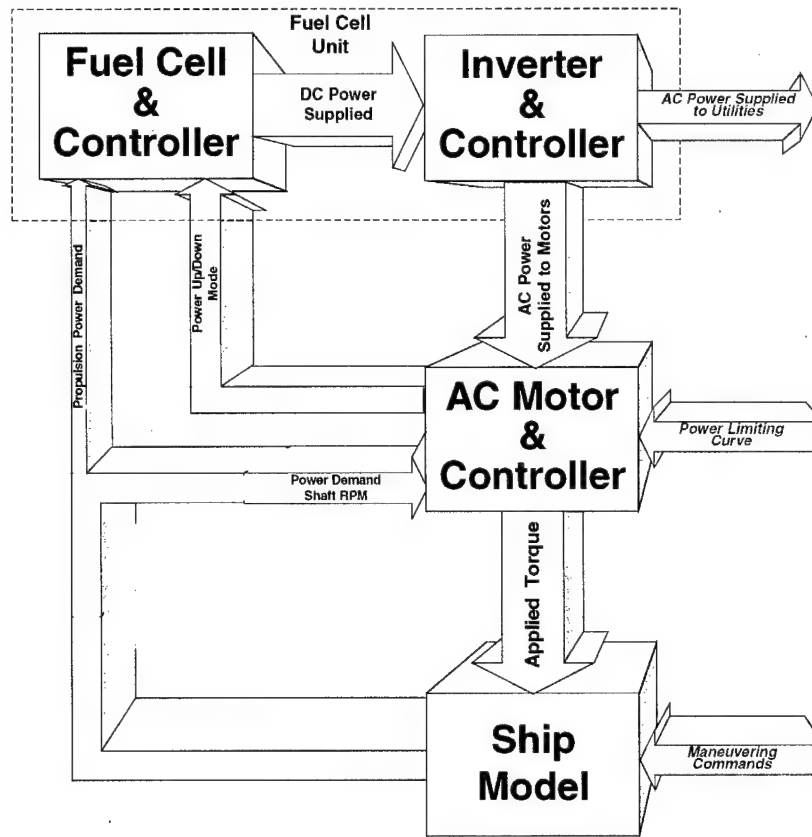 Fuel Cell
Unit
Fuel Cell
&
Controller
DC Power
Supplied
Inverter
&
Controller
AC Power Supplied
to Utilities
Propulsion Power Demand
Power Up/Down
Mode
AC Power
Supplied to Motors
AC Motor
&
Controller
Power Limiting
Curve
Power Demand
Shaft RPM
Applied Torque
Ship
Model
Maneuvering
Commands